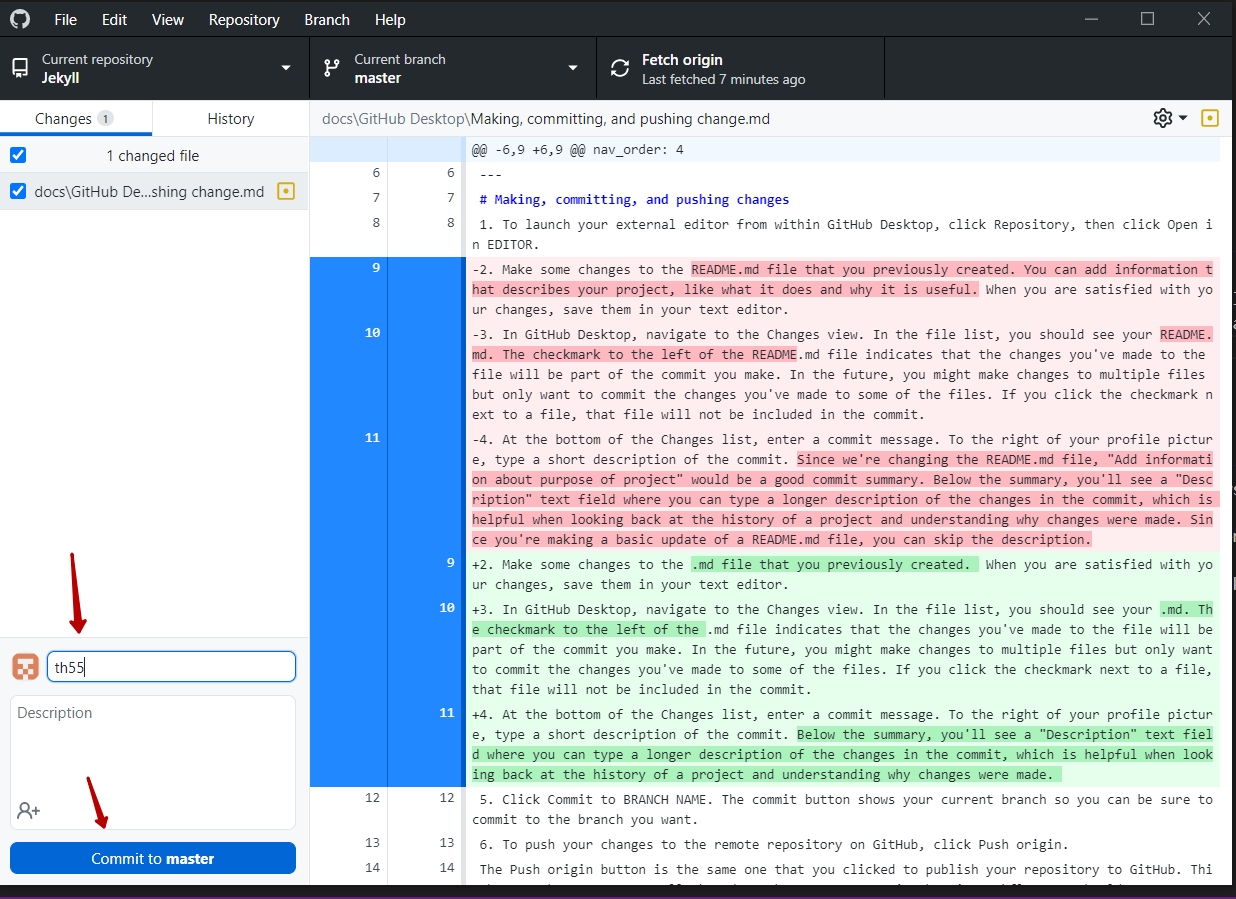 File Edit View Repository Branch Help
Current repository
Jekyll
Current branch
master
Fetch origin
Last fetched 7 minutes ago
Changes 1
History
1 changed file
docs\GitHub De...shing change.md
th55
Description
Commit to master
docs\GitHub Desktop\Making, committing, and pushing change.md
@@ -6,9 +6,9 @@ nav_order: 4
6 6 ---
7 7 # Making, committing, and pushing changes
8 8 1. To launch your external editor from within GitHub Desktop, click Repository, then click Open i
n EDITOR.
9 -2. Make some changes to the README.md file that you previously created. You can add information t
hat describes your project, like what it does and why it is useful. When you are satisfied with yo
ur changes, save them in your text editor.
10 -3. In GitHub Desktop, navigate to the Changes view. In the file list, you should see your README.
md. The checkmark to the left of the README.md file indicates that the changes you've made to the
file will be part of the commit you make. In the future, you might make changes to multiple files
but only want to commit the changes you've made to some of the files. If you click the checkmark n
ext to a file, that file will not be included in the commit.
11 -4. At the bottom of the Changes list, enter a commit message. To the right of your profile pictur
e, type a short description of the commit. Since we're changing the README.md file, "Add informati
on about purpose of project" would be a good commit summary. Below the summary, you'll see a "Desc
ription" text field where you can type a longer description of the changes in the commit, which is
helpful when looking back at the history of a project and understanding why changes were made. Sin
ce you're making a basic update of a README.md file, you can skip the description.
9 +2. Make some changes to the .md file that you previously created.  When you are satisfied with yo
ur changes, save them in your text editor.
10 +3. In GitHub Desktop, navigate to the Changes view. In the file list, you should see your .md. Th
e checkmark to the left of the .md file indicates that the changes you've made to the file will be
part of the commit you make. In the future, you might make changes to multiple files but only want
to commit the changes you've made to some of the files. If you click the checkmark next to a file,
that file will not be included in the commit.
11 +4. At the bottom of the Changes list, enter a commit message. To the right of your profile pictur
e, type a short description of the commit. Below the summary, you'll see a "Description" text fiel
d where you can type a longer description of the changes in the commit, which is helpful when look
ing back at the history of a project and understanding why changes were made.
12 12 5. Click Commit to BRANCH NAME. The commit button shows your current branch so you can be sure to
commit to the branch you want.
13 13 6. To push your changes to the remote repository on GitHub, click Push origin.
14 14 The Push origin button is the same one that you clicked to publish your repository to GitHub. Thi